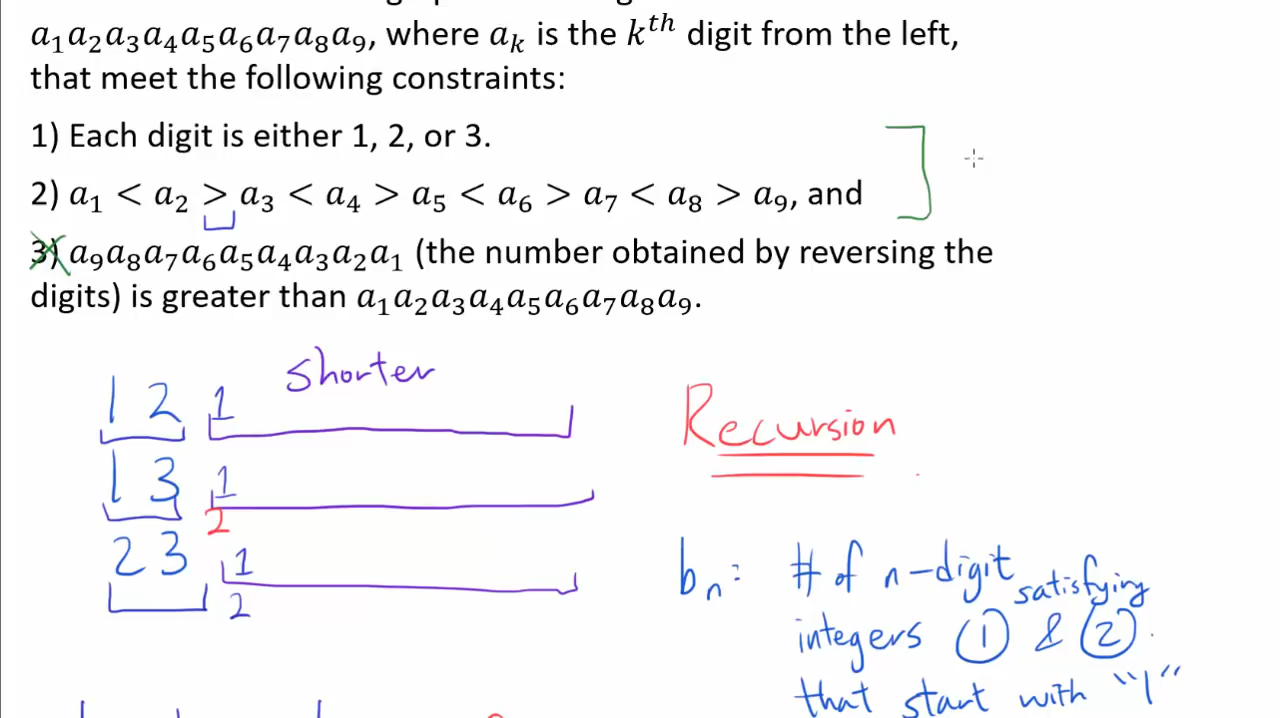 a₁a₂a₃a₄a₅a₆a₇a₈a₉, where aₖ is the kᵗʰ digit from the left,
that meet the following constraints:
1) Each digit is either 1, 2, or 3.
2) a₁ < a₂ > a₃ < a₄ > a₅ < a₆ > a₇ < a₈ > a₉, and
3) a₉a₈a₇a₆a₅a₄a₃a₂a₁ (the number obtained by reversing the
digits) is greater than a₁a₂a₃a₄a₅a₆a₇a₈a₉.
shorter
1 2 1
Recursion
1 3 1
2
2 3 1
2
bₙ: # of n-digit satisfying
integers ① & ②.
that start with "1"